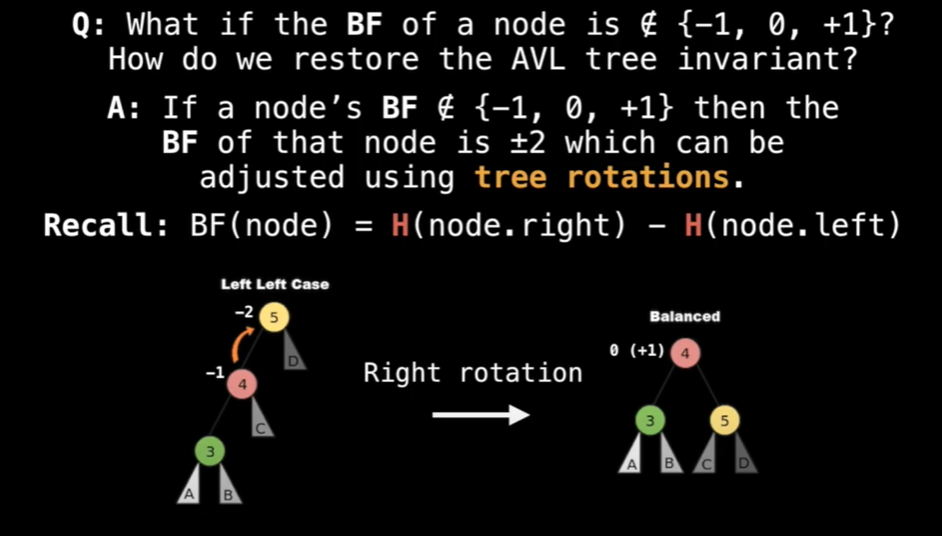 Q: What if the BF of a node is ∉ {−1, 0, +1}?
How do we restore the AVL tree invariant?
A: If a node’s BF ∉ {−1, 0, +1} then the
BF of that node is ±2 which can be
adjusted using tree rotations.
Recall: BF(node) = H(node.right) − H(node.left)
Left Left Case
−2
5
D
−1
4
C
3
A
B
Right rotation
Balanced
0 (+1)
4
3
5
A
B
C
D